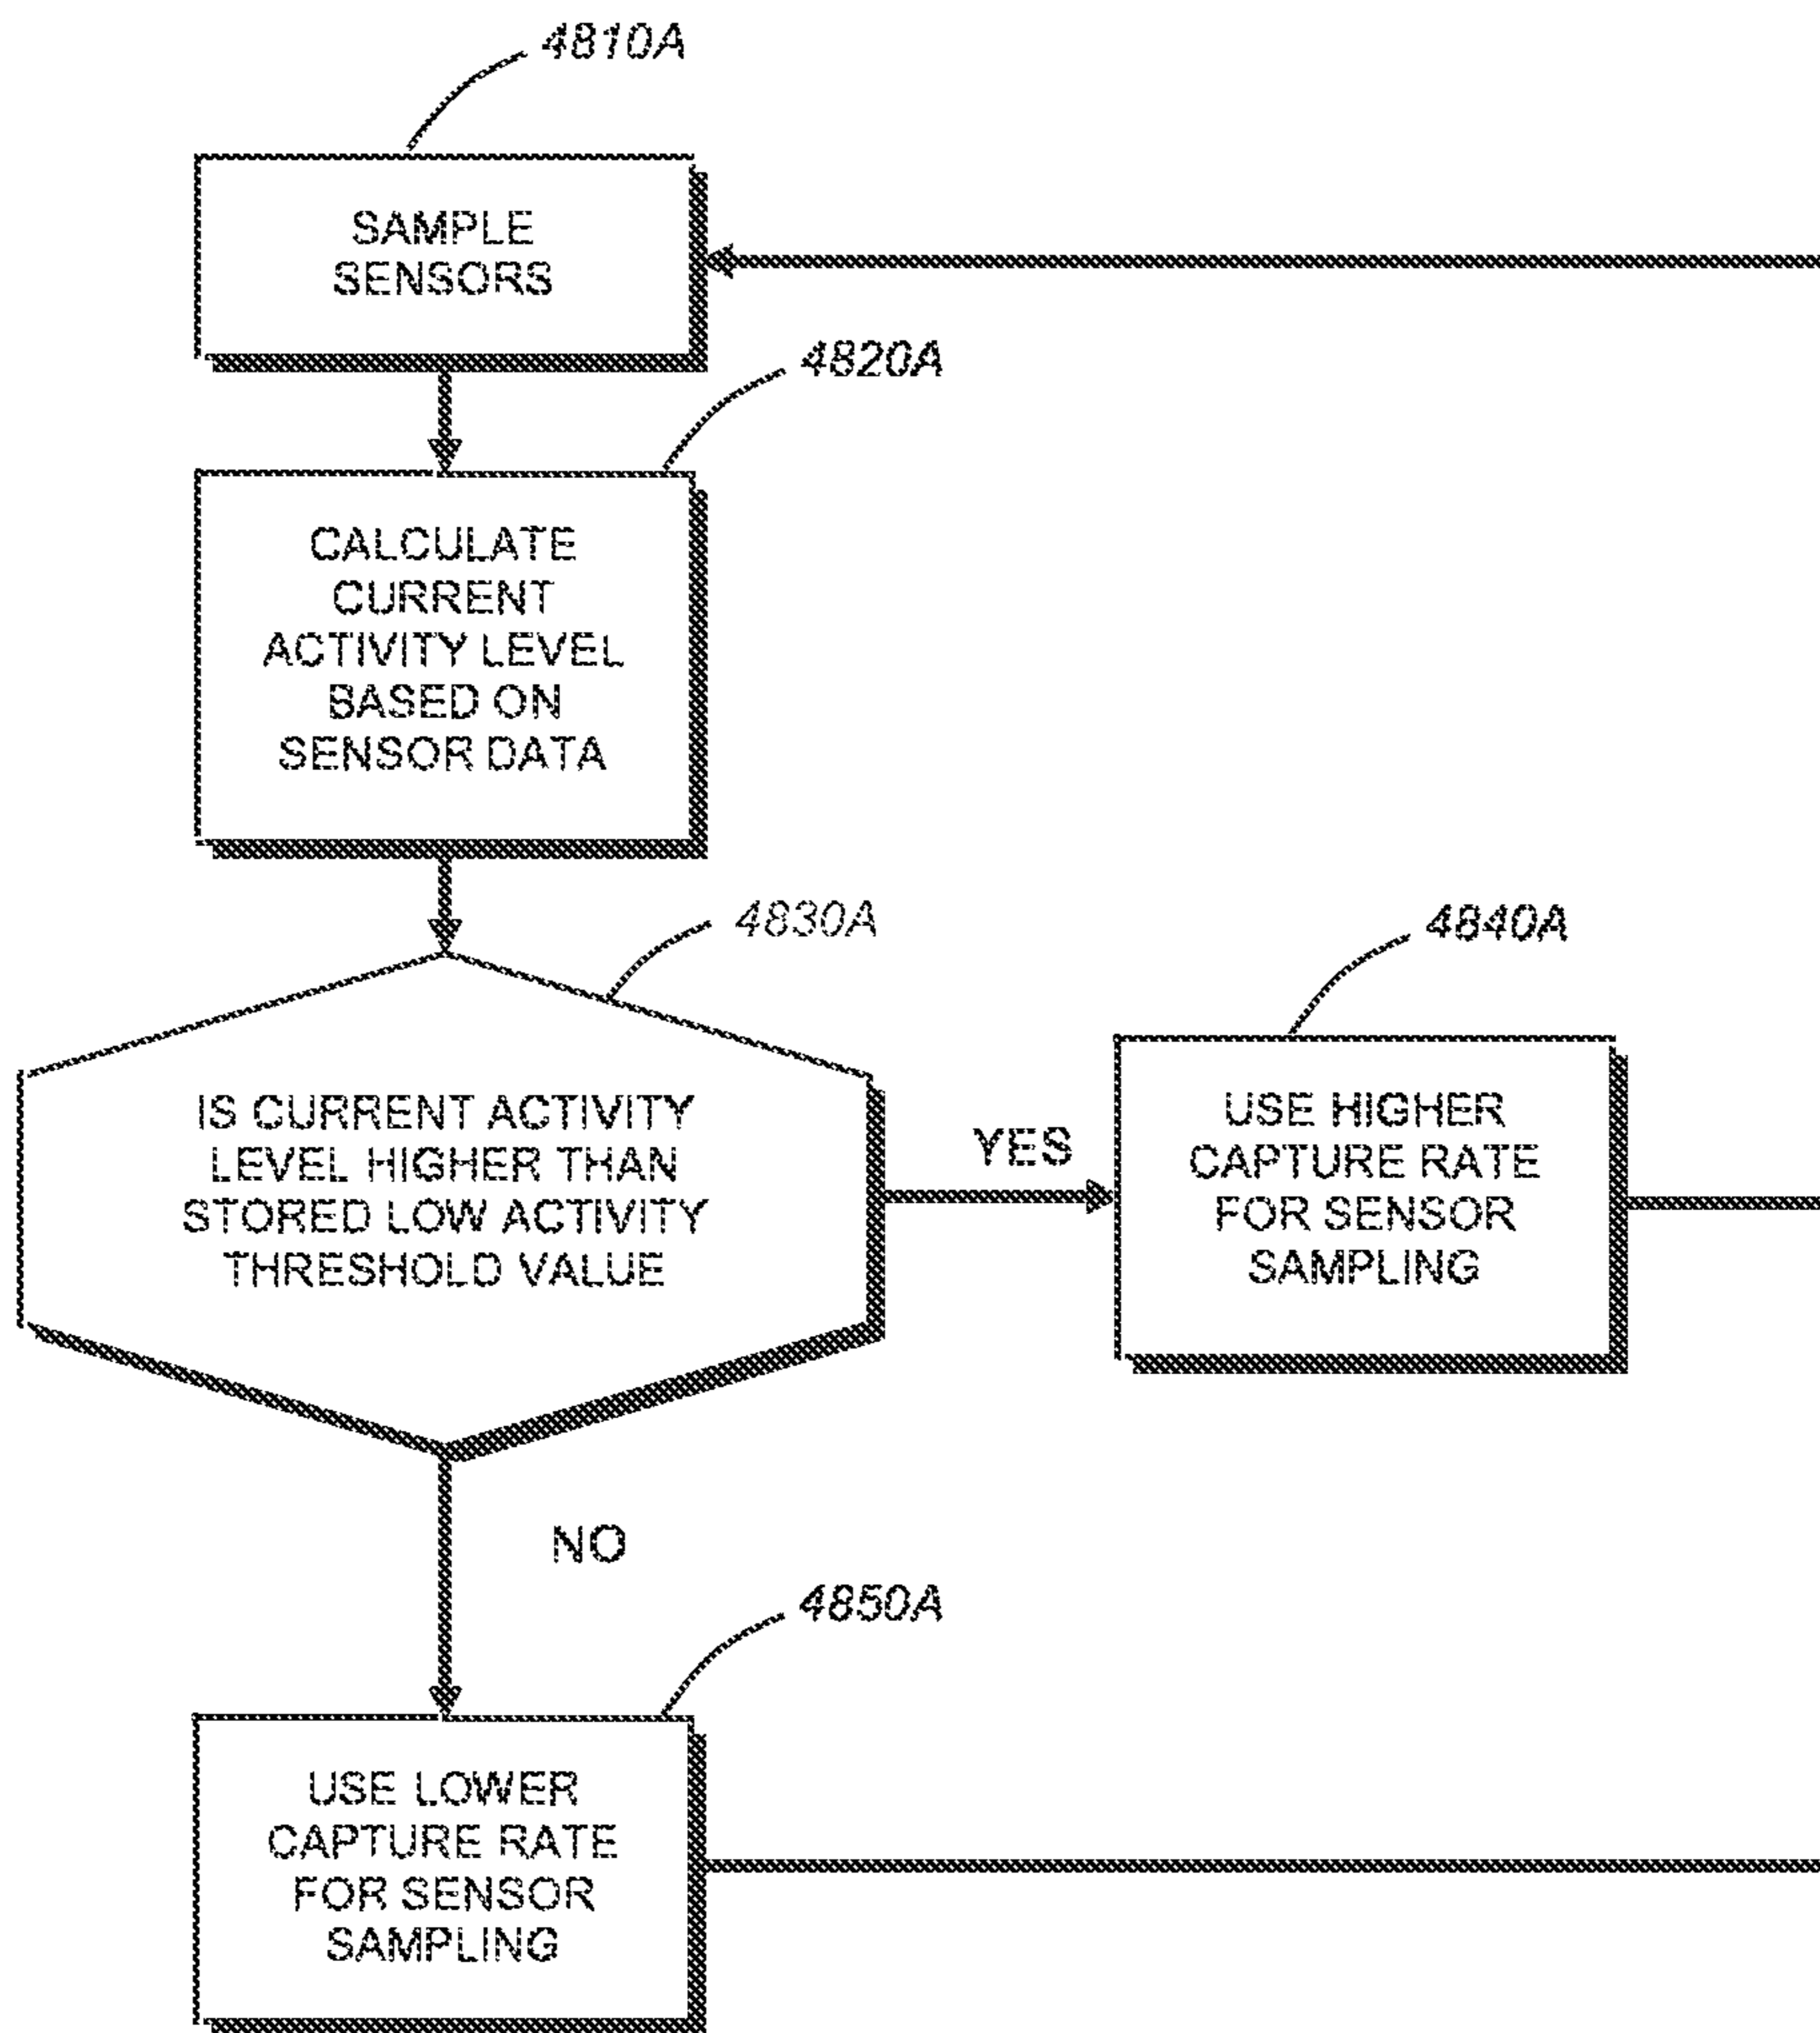 4810A
SAMPLE
SENSORS
4820A
CALCULATE
CURRENT
ACTIVITY LEVEL
BASED ON
SENSOR DATA
4830A
IS CURRENT ACTIVITY
LEVEL HIGHER THAN
STORED LOW ACTIVITY
THRESHOLD VALUE
YES
4840A
USE HIGHER
CAPTURE RATE
FOR SENSOR
SAMPLING
NO
4850A
USE LOWER
CAPTURE RATE
FOR SENSOR
SAMPLING